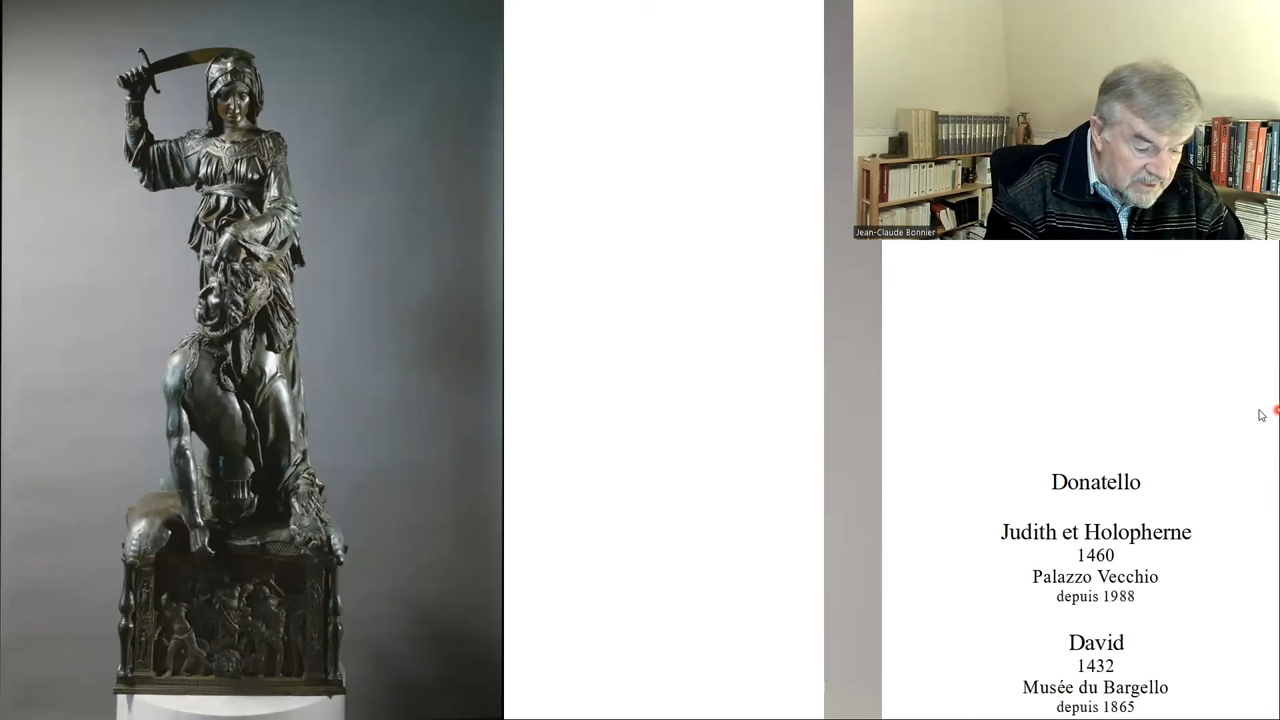 Jean-Claude Bonnier
Donatello
Judith et Holopherne
1460
Palazzo Vecchio
depuis 1988
David
1432
Musée du Bargello
depuis 1865